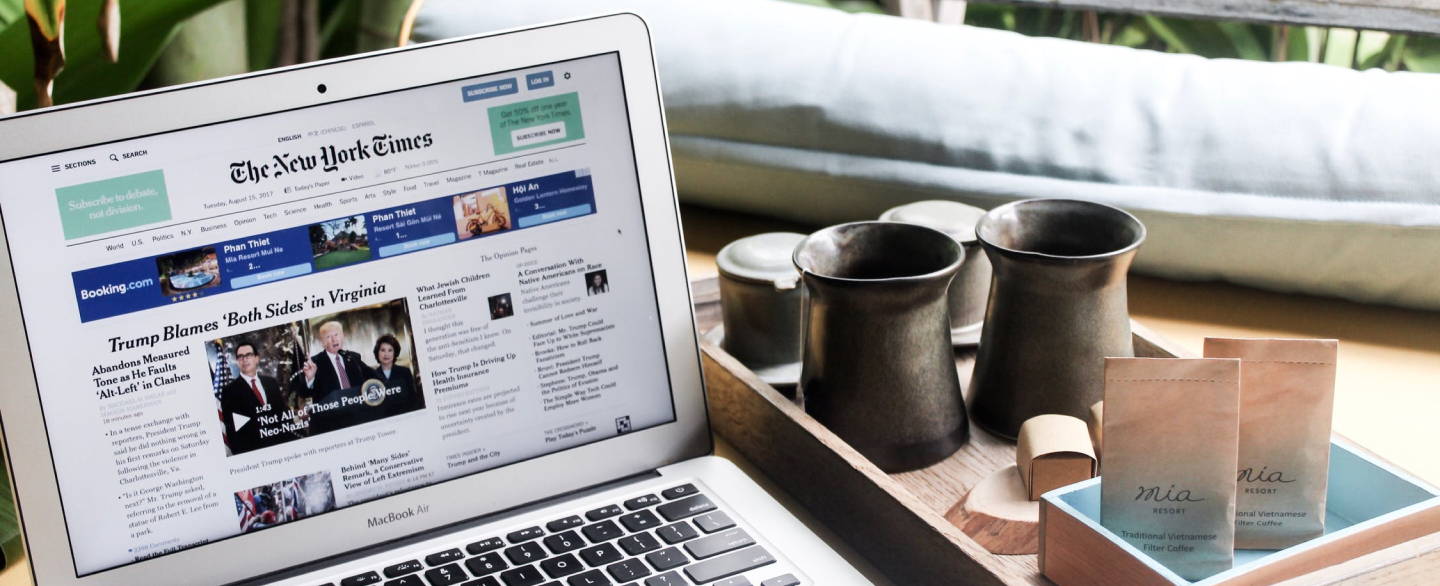 SUBSCRIBE NOW
LOG IN
SECTIONS
SEARCH
ENGLISH
中文 (CHINESE)
ESPAÑOL
Subscribe to debate,
not division.
The New York Times
Get 50% off one year
of The New York Times.
SUBSCRIBE NOW
Tuesday, August 15, 2017
Today's Paper
Video
80°F
World U.S. Politics N.Y. Business Opinion Tech Science Health Sports Arts Style Food Travel Magazine T Magazine Real Estate ALL
Booking.com
Phan Thiet
Mia Resort Mui Ne
2...
Book now
Phan Thiet
Resort Sài Gòn Mũi Né
1...
Book now
Hội An
Golden Lantern Homestay
3...
Book now
Trump Blames 'Both Sides' in Virginia
Abandons Measured
Tone as He Faults
'Alt-Left' in Clashes
18 minutes ago
• In a tense exchange with
reporters, President Trump
said he did nothing wrong in
his first remarks on Saturday
following the violence in
Charlottesville, Va.
• "Is it George Washington
next?" Mr. Trump asked,
referring to the removal of a
statue of Robert E. Lee from
a park.
Comments
Read the Full Transcript
1:43
'Not All of Those People Were
Neo-Nazis'
President Trump spoke with reporters at Trump Tower
Behind 'Many Sides'
Remark, a Conservative
View of Left Extremism
The Opinion Pages
What Jewish Children
Learned From
Charlottesville
I thought this
generation was free of
the anti-Semitism I knew. On
Saturday, that changed.
How Trump Is Driving Up
Health Insurance
Premiums
Insurance rates are projected
to rise next year because of
uncertainty created by the
president.
TIMES INSIDER »
Trump and the City
OP-DOCS
A Conversation With
Native Americans on Race
Native Americans
challenge their
invisibility in society.
• Summer of Love and War
• Editorial: Mr. Trump Could
Face Up to White Supremacists
• Brooks: How to Roll Back
Fanaticism
• Bruni: President Trump
Cannot Redeem Himself
• Stephens: Trump, Obama and
the Politics of Evasion
• The Simple Way Tech Could
Employ More Women
THE CROSSWORD »
Play Today's Puzzle
MacBook Air
delete
mia
RESORT
Traditional Vietnamese
Filter Coffee
mia
RESORT
ional Vietnamese
Filter Coffee